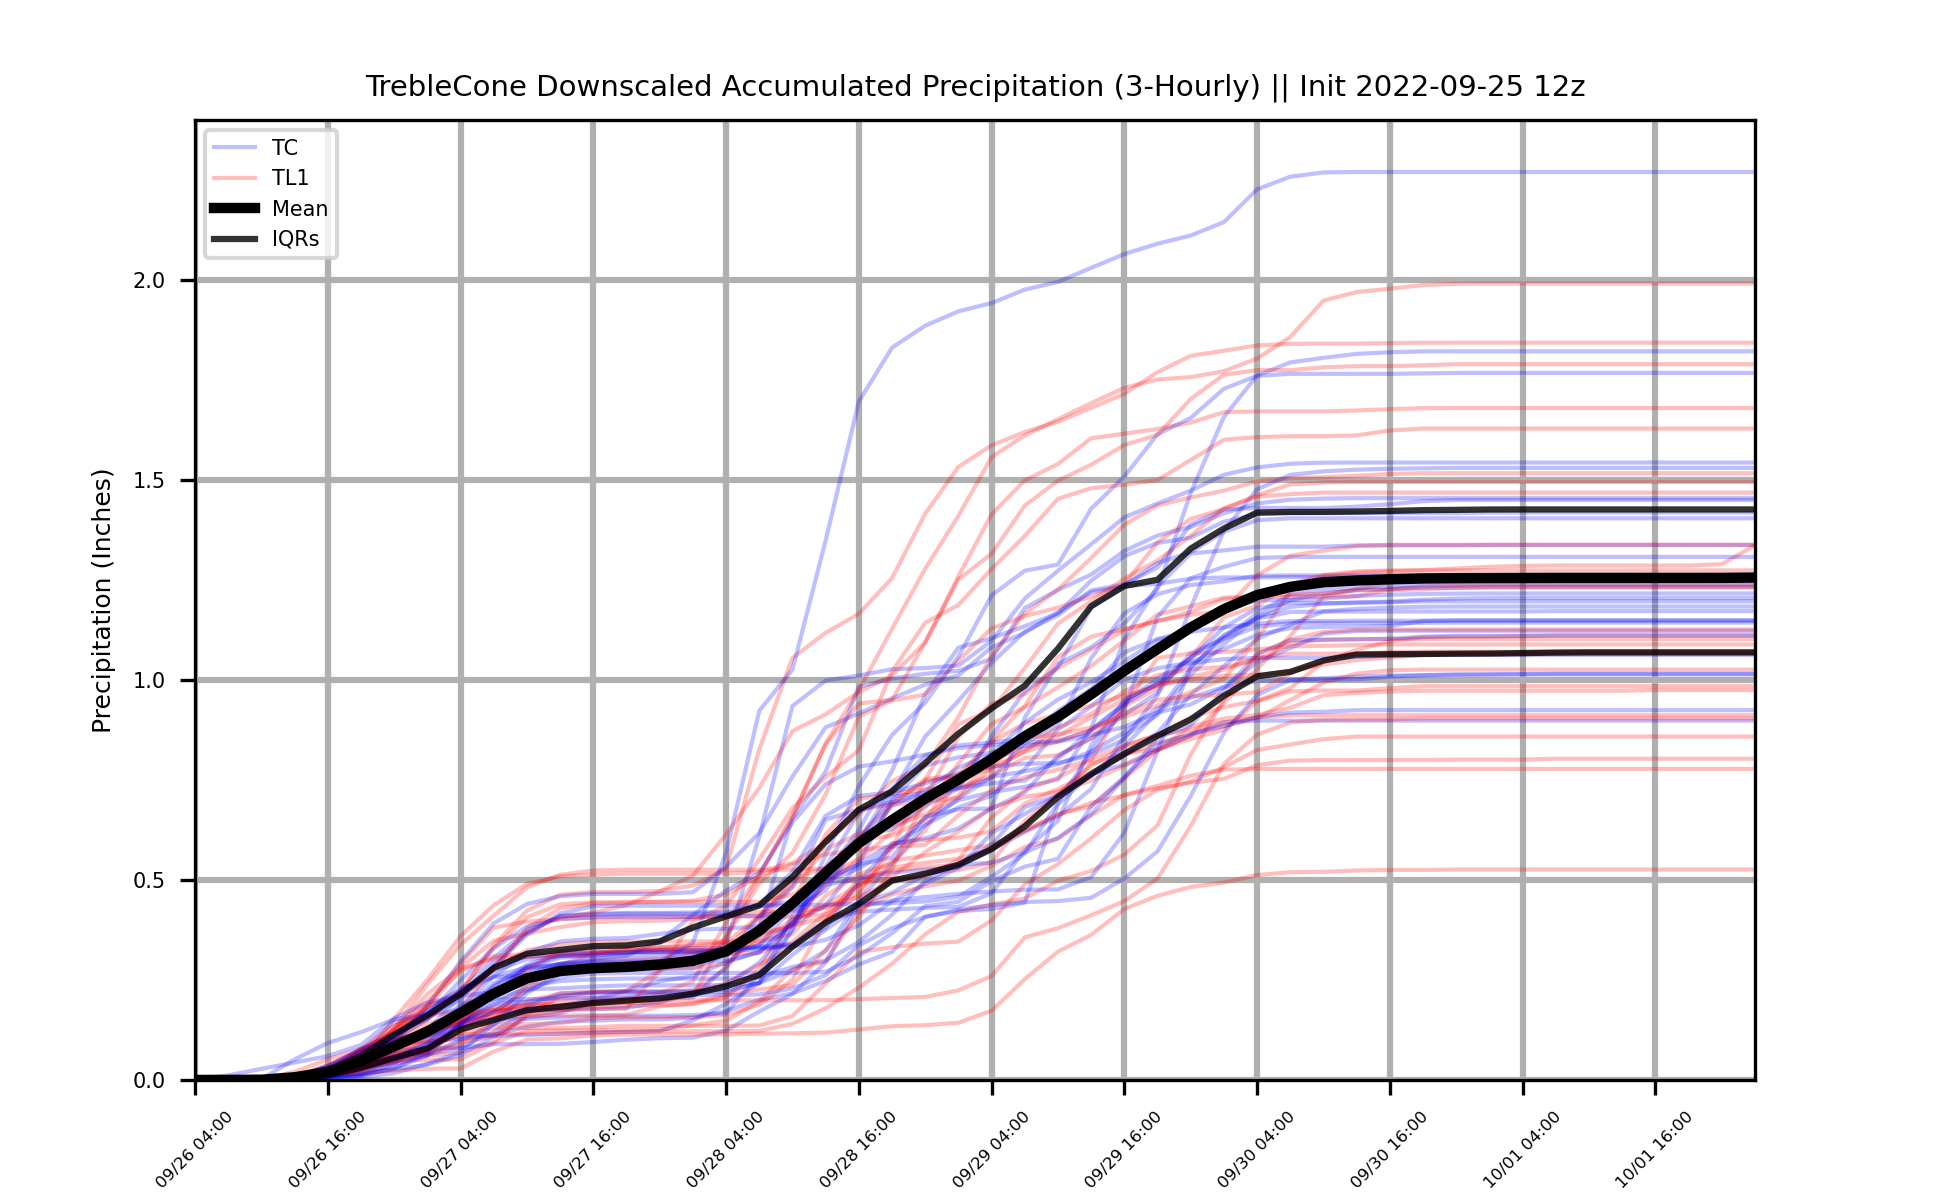 TrebleCone Downscaled Accumulated Precipitation (3-Hourly) || Init 2022-09-25 12z
TC
TL1
Mean
IQRs
Precipitation (Inches)
2.0
1.5
1.0
0.5
0.0
09/26 04:00
09/26 16:00
09/27 04:00
09/27 16:00
09/28 04:00
09/28 16:00
09/29 04:00
09/29 16:00
09/30 04:00
09/30 16:00
10/01 04:00
10/01 16:00